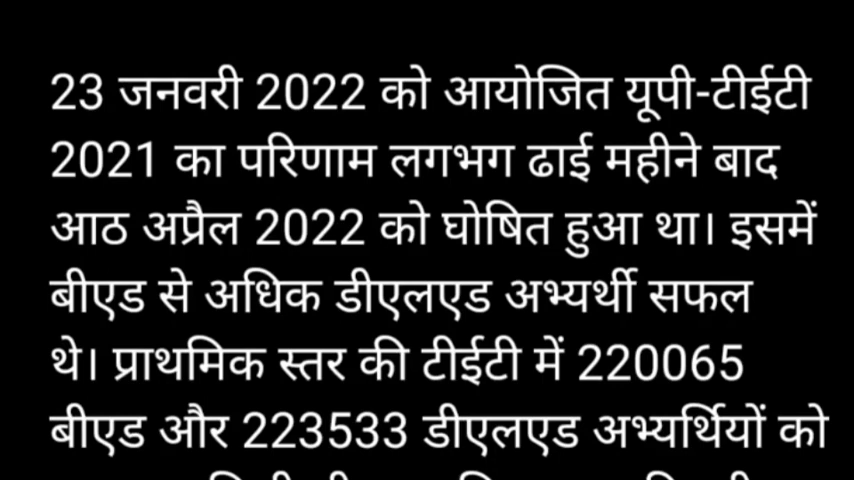 23 जनवरी 2022 को आयोजित यूपी-टीईटी
2021 का परिणाम लगभग ढाई महीने बाद
आठ अप्रैल 2022 को घोषित हुआ था। इसमें
बीएड से अधिक डीएलएड अभ्यर्थी सफल
थे। प्राथमिक स्तर की टीईटी में 220065
बीएड और 223533 डीएलएड अभ्यर्थियों को